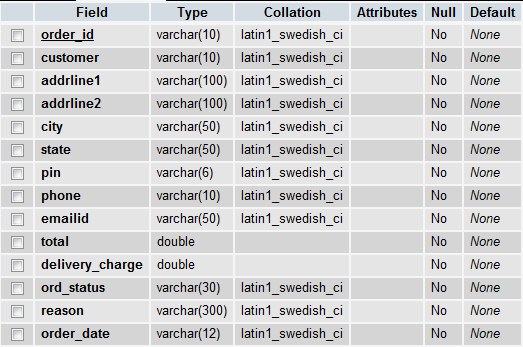 Field Type Collation Attributes Null Default
order_id varchar(10) latin1_swedish_ci No None
customer varchar(10) latin1_swedish_ci No None
addrline1 varchar(100) latin1_swedish_ci No None
addrline2 varchar(100) latin1_swedish_ci No None
city varchar(50) latin1_swedish_ci No None
state varchar(50) latin1_swedish_ci No None
pin varchar(6) latin1_swedish_ci No None
phone varchar(10) latin1_swedish_ci No None
emailid varchar(50) latin1_swedish_ci No None
total double No None
delivery_charge double No None
ord_status varchar(30) latin1_swedish_ci No None
reason varchar(300) latin1_swedish_ci No None
order_date varchar(12) latin1_swedish_ci No None